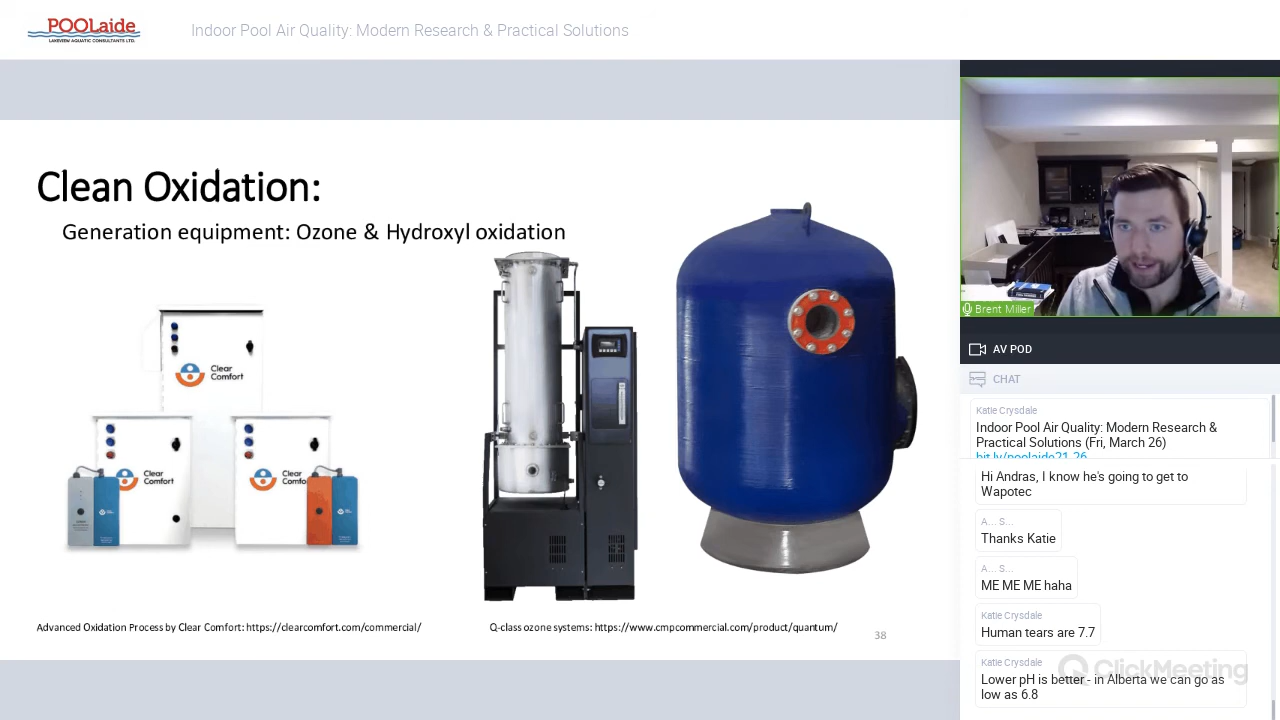 POOLaide
LAKEVIEW AQUATIC CONSULTANTS LTD.
Indoor Pool Air Quality: Modern Research & Practical Solutions
Clean Oxidation:
Generation equipment: Ozone & Hydroxyl oxidation
Clear
Comfort
Clear
Comfort
Clear
Comfort
Advanced Oxidation Process by Clear Comfort: https://clearcomfort.com/commercial/
Q-class ozone systems: https://www.cmpcommercial.com/product/quantum/
38
Brent Miller
AV POD
CHAT
Katie Crysdale
Indoor Pool Air Quality: Modern Research &
Practical Solutions (Fri, March 26)
bit.ly/poolaide21-26
Hi Andras, I know he's going to get to
Wapotec
A... S...
Thanks Katie
A... S...
ME ME ME haha
Katie Crysdale
Human tears are 7.7
Katie Crysdale
Lower pH is better - in Alberta we can go as
low as 6.8
ClickMeeting